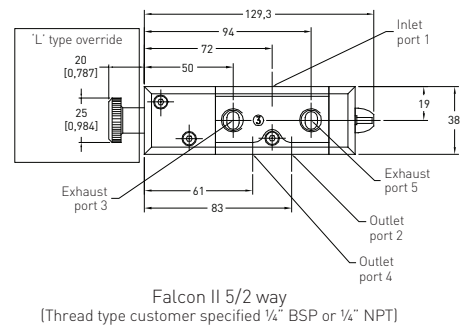 129,3
94
72
50
Inlet
port 1
'L' type override
20
[0,787]
25
[0,984]
19
38
3
Exhaust
port 3
61
83
Exhaust
port 5
Outlet
port 2
Outlet
port 4
Falcon II 5/2 way
(Thread type customer specified ¼” BSP or ¼” NPT)